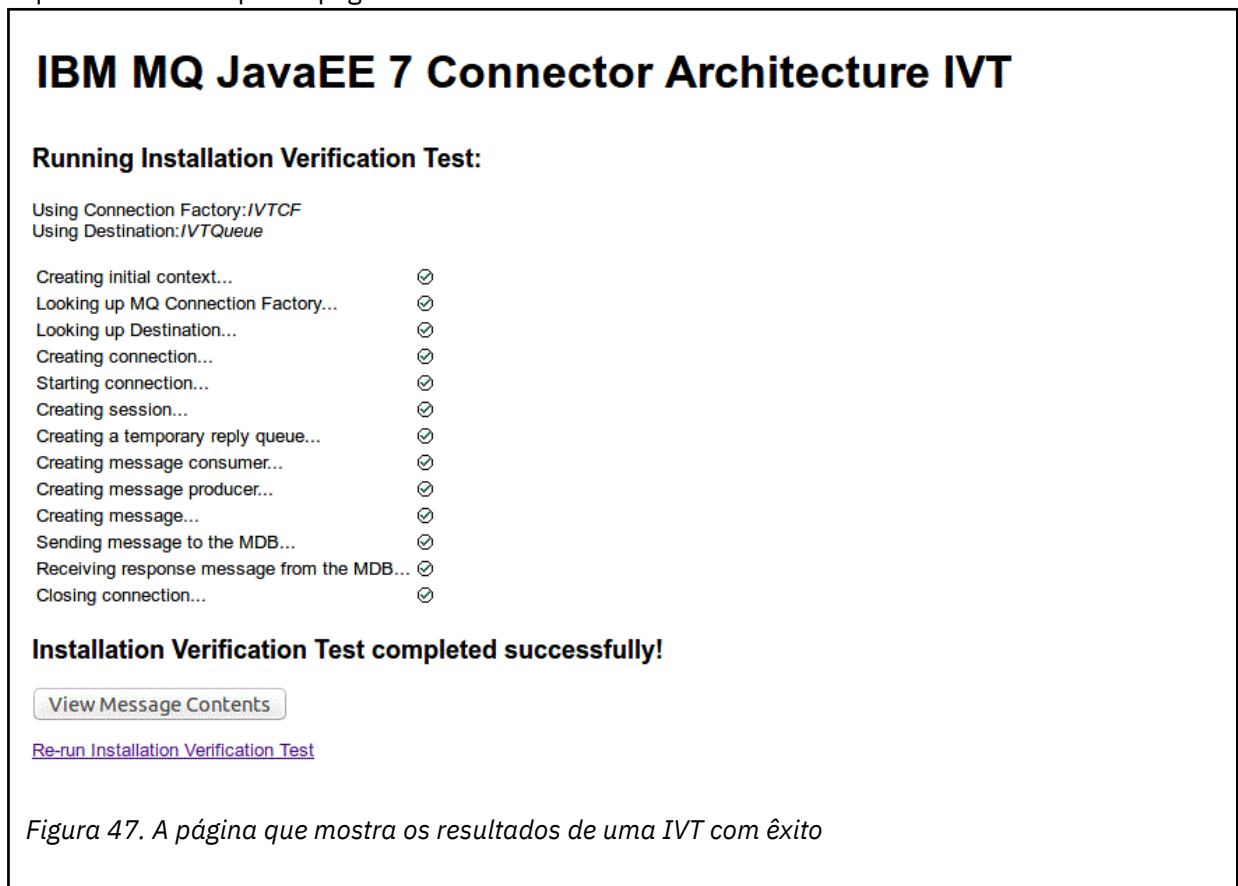 IBM MQ JavaEE 7 Connector Architecture IVT
Running Installation Verification Test:
Using Connection Factory:IVTCF
Using Destination:IVTQueue
Creating initial context...
Looking up MQ Connection Factory...
Looking up Destination...
Creating connection...
Starting connection...
Creating session...
Creating a temporary reply queue...
Creating message consumer...
Creating message producer...
Creating message...
Sending message to the MDB...
Receiving response message from the MDB...
Closing connection...
Installation Verification Test completed successfully!
View Message Contents
Re-run Installation Verification Test
Figura 47. A página que mostra os resultados de uma IVT com êxito